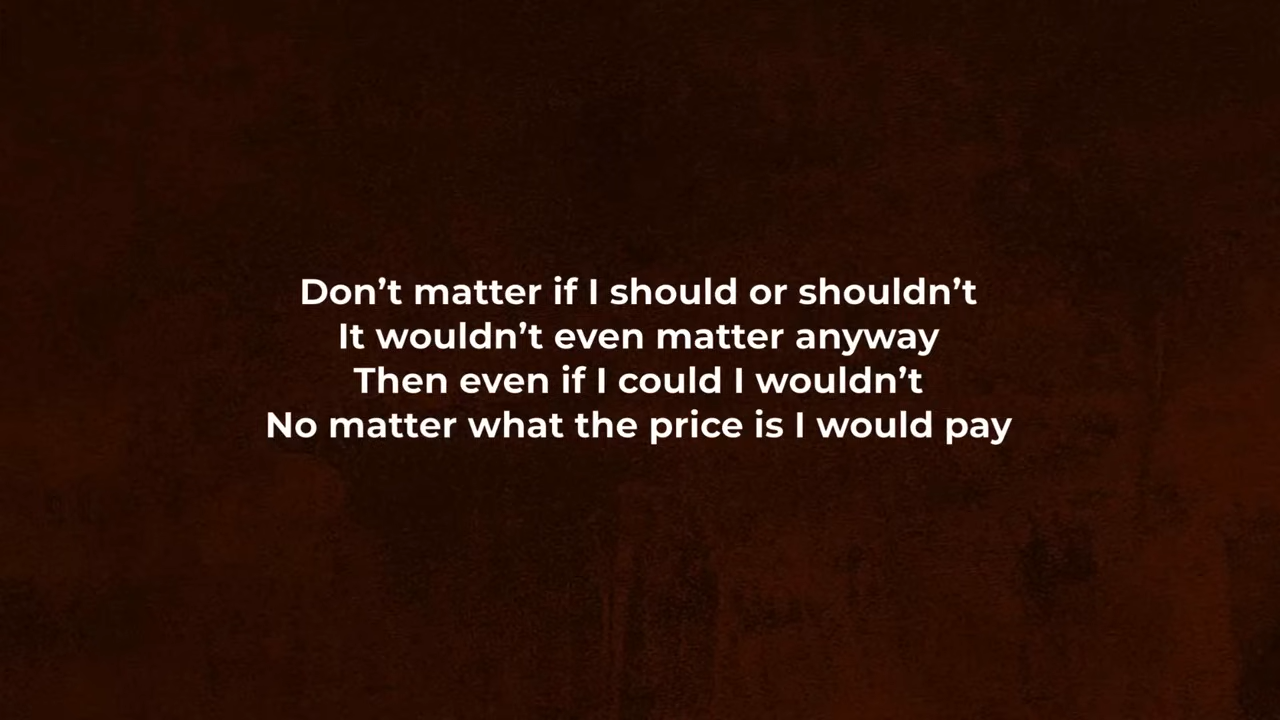 Don’t matter if I should or shouldn’t
It wouldn’t even matter anyway
Then even if I could I wouldn’t
No matter what the price is I would pay